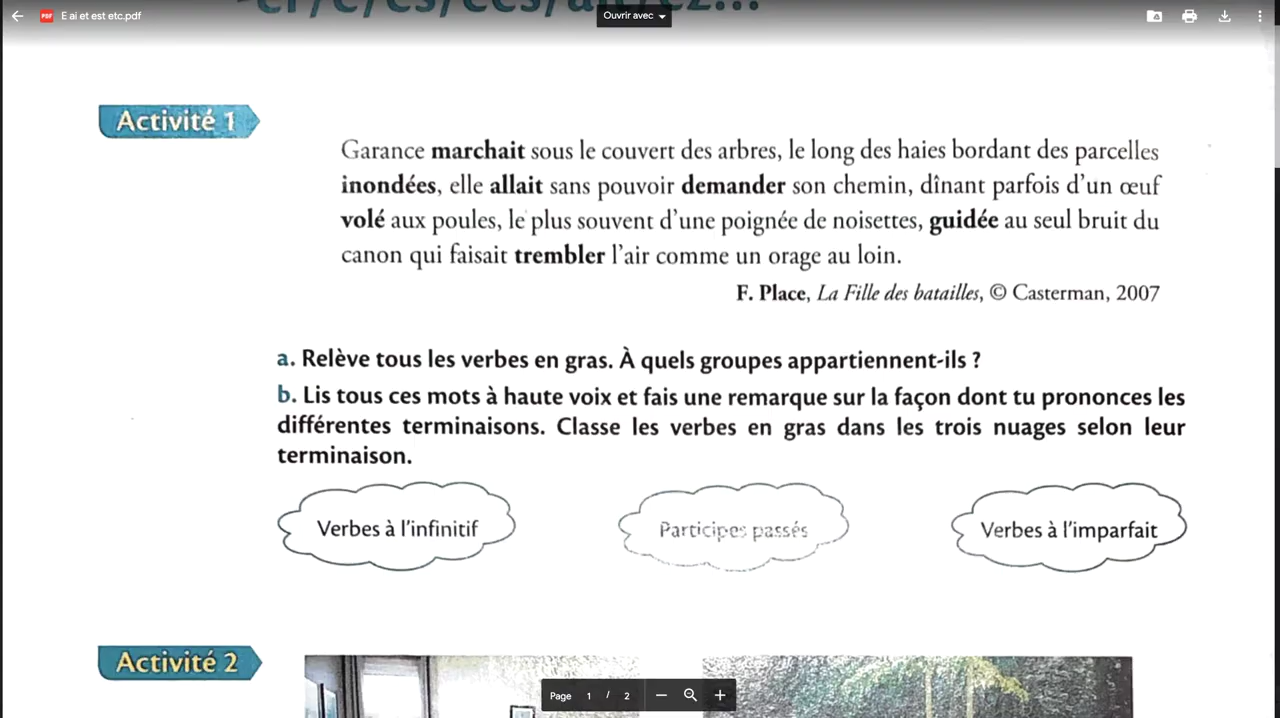 E ai et est etc.pdf
Ouvrir avec
Activité 1
Garance marchait sous le couvert des arbres, le long des haies bordant des parcelles
inondées, elle allait sans pouvoir demander son chemin, dînant parfois d'un œuf
volé aux poules, le plus souvent d'une poignée de noisettes, guidée au seul bruit du
canon qui faisait trembler l'air comme un orage au loin.
F. Place, La Fille des batailles, © Casterman, 2007
a. Relève tous les verbes en gras. À quels groupes appartiennent-ils ?
b. Lis tous ces mots à haute voix et fais une remarque sur la façon dont tu prononces les
différentes terminaisons. Classe les verbes en gras dans les trois nuages selon leur
terminaison.
Verbes à l'infinitif
Participes passés
Verbes à l'imparfait
Activité 2
Page 1 / 2